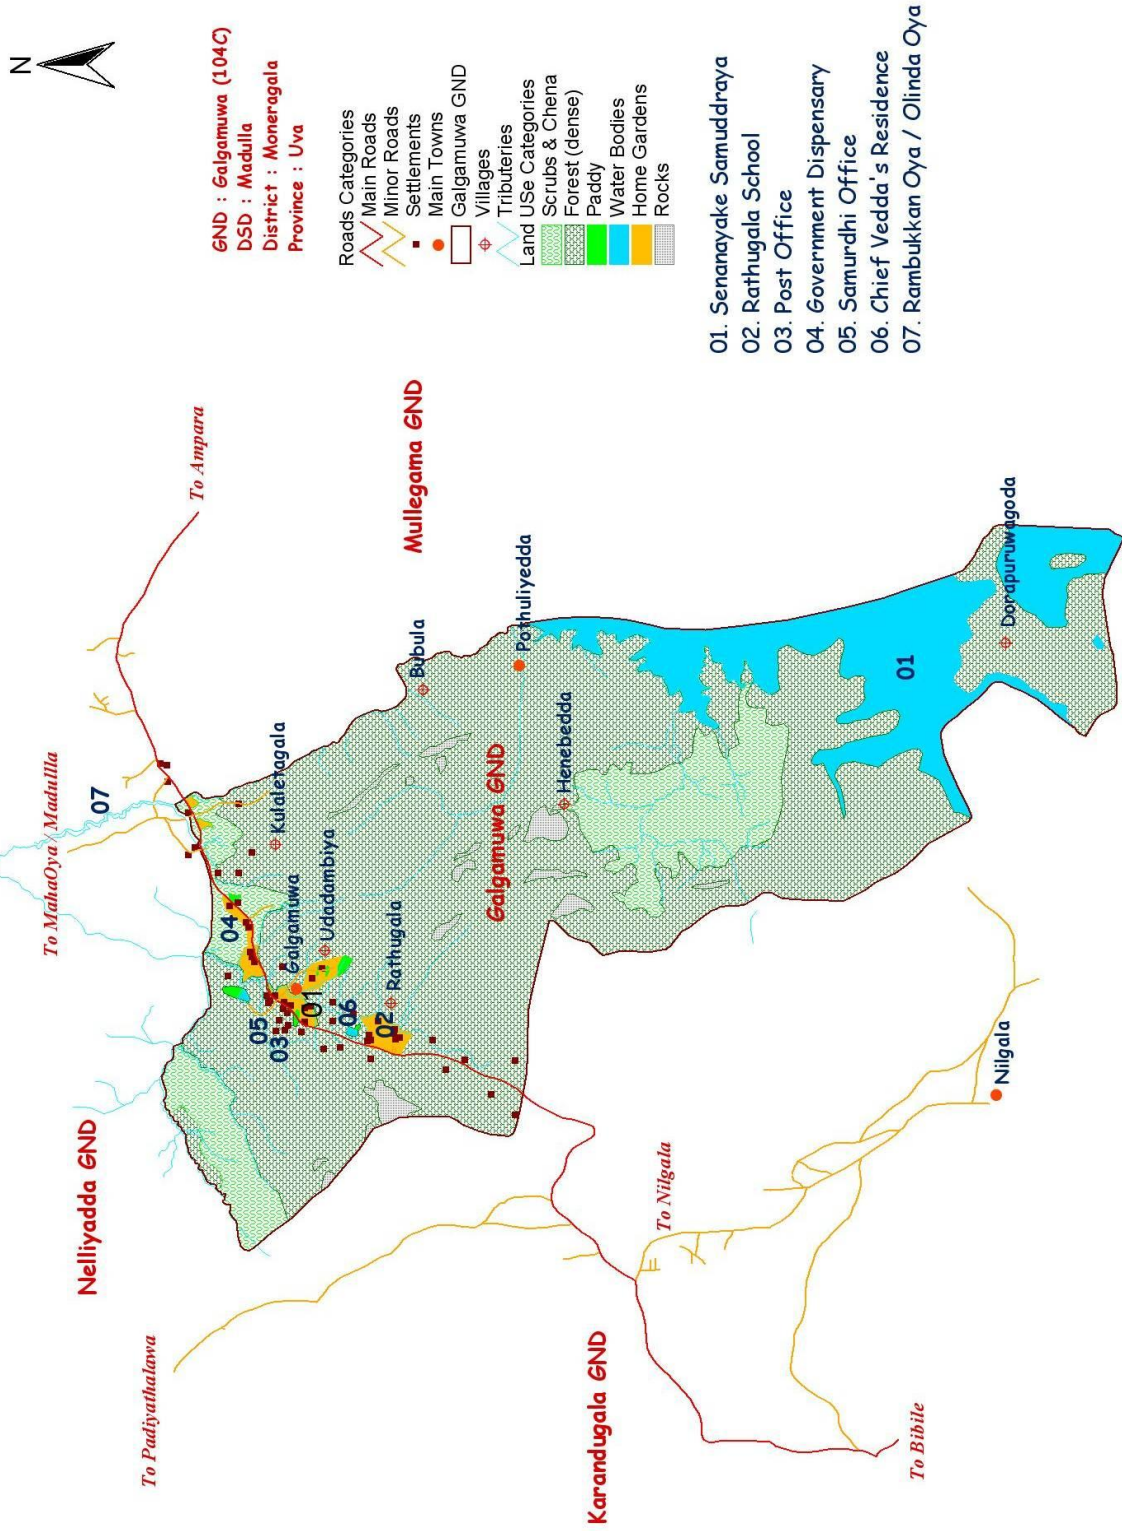 N
GND : Galgamuwa (104C)
DSD : Madulla
District : Moneragala
Province : Uva
Roads Categories
Main Roads
Minor Roads
Settlements
Main Towns
Galgamuwa GND
Villages
Tributeries
Land USe Categories
Scrubs & Chena
Forest (dense)
Paddy
Water Bodies
Home Gardens
Rocks
01. Senanayake Samuddraya
02. Rathugala School
03. Post Office
04. Government Dispensary
05. Samurdhi Office
06. Chief Vedda's Residence
07. Rambukkan Oya / Olinda Oya
To Ampara
Mullegama GND
To MahaOya / Madullla
07
Kulaletagala
Bubula
Pothuliyedda
Dorapuruwagoda
01
Henebedda
Galgamuwa GND
04
Galgamuwa
Udadambiya
Rathugala
05
03
01
06
02
Nelliyadda GND
Nilgala
To Nilgala
To Padiyathalawa
Karandugala GND
To Bibile